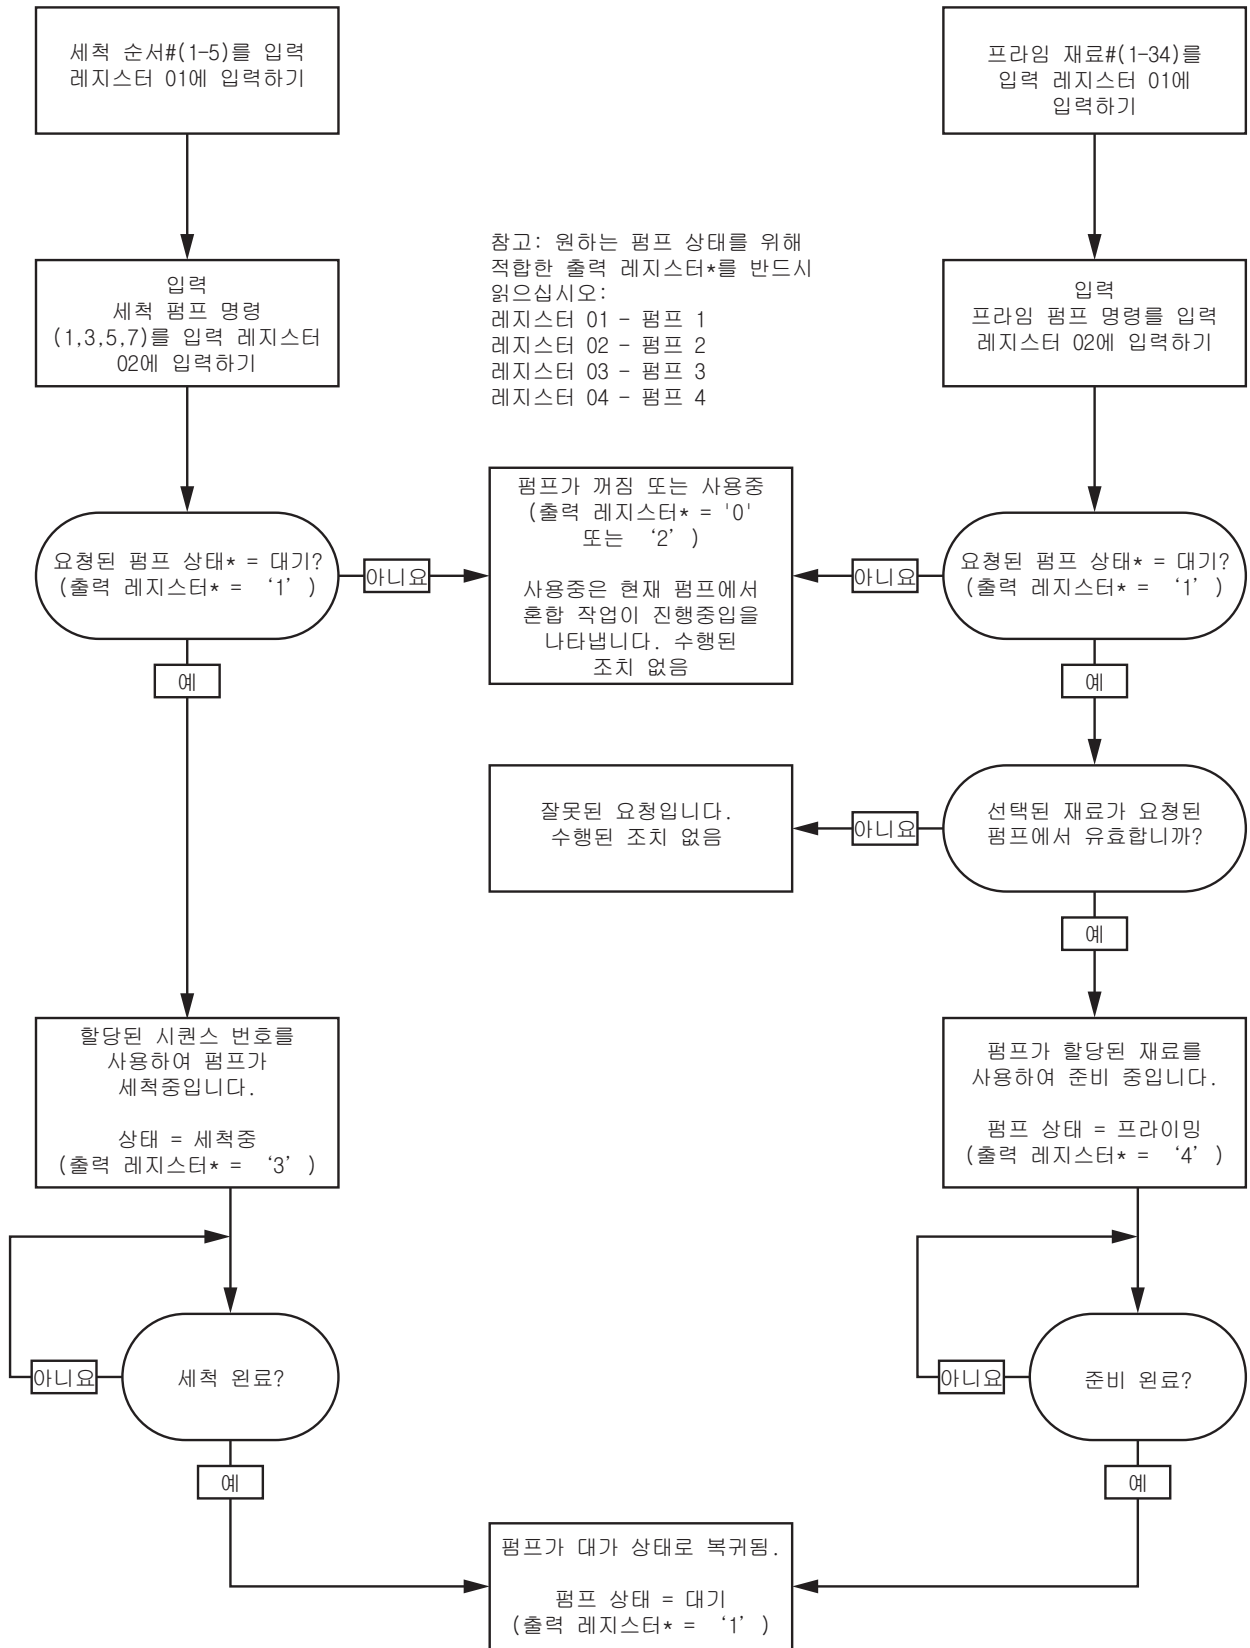 세척 순서#(1-5)를 입력
레지스터 01에 입력하기
프라임 재료#(1-34)를
입력 레지스터 01에
입력하기
입력
세척 펌프 명령
(1,3,5,7)를 입력 레지스터
02에 입력하기
참고: 원하는 펌프 상태를 위해
적합한 출력 레지스터*를 반드시
읽으십시오:
레지스터 01 - 펌프 1
레지스터 02 - 펌프 2
레지스터 03 - 펌프 3
레지스터 04 - 펌프 4
입력
프라임 펌프 명령를 입력
레지스터 02에 입력하기
요청된 펌프 상태* = 대기?
(출력 레지스터* = ‘1’)
아니요
펌프가 꺼짐 또는 사용중
(출력 레지스터* = '0'
또는 ‘2’)
사용중은 현재 펌프에서
혼합 작업이 진행중입을
나타냅니다. 수행된
조치 없음
아니요
요청된 펌프 상태* = 대기?
(출력 레지스터* = ‘1’)
예
예
잘못된 요청입니다.
수행된 조치 없음
아니요
선택된 재료가 요청된
펌프에서 유효합니까?
예
할당된 시퀀스 번호를
사용하여 펌프가
세척중입니다.
상태 = 세척중
(출력 레지스터* = ‘3’)
펌프가 할당된 재료를
사용하여 준비 중입니다.
펌프 상태 = 프라이밍
(출력 레지스터* = ‘4’)
아니요
세척 왼료?
아니요
준비 왼료?
예
예
펌프가 대가 상태로 복귀됨.
펌프 상태 = 대기
(출력 레지스터* = ‘1’)